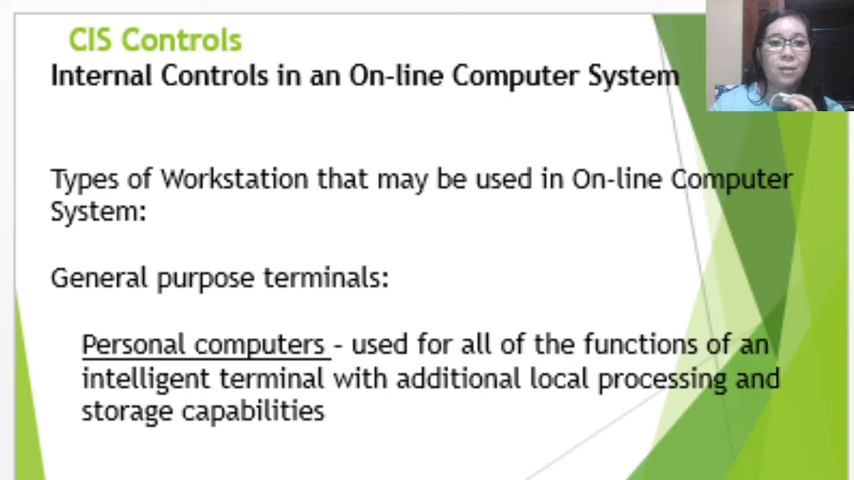 CIS Controls
Internal Controls in an On-line Computer System
Types of Workstation that may be used in On-line Computer
System:
General purpose terminals:
Personal computers - used for all of the functions of an
intelligent terminal with additional local processing and
storage capabilities